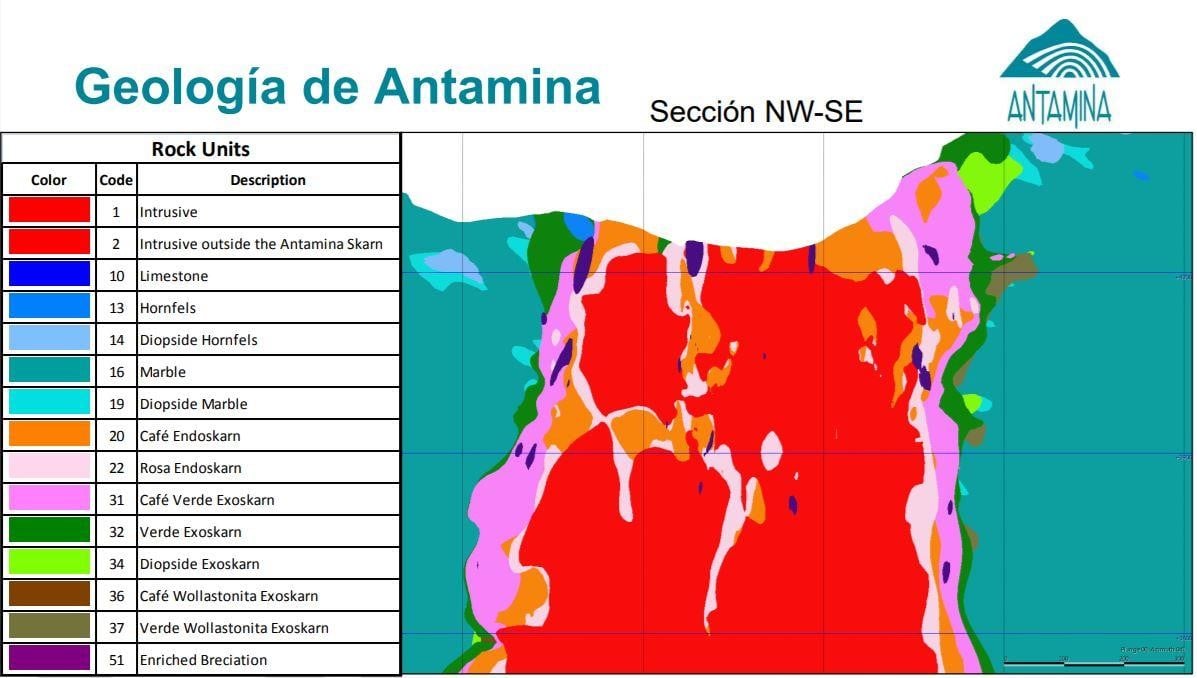 Geología de Antamina
Sección NW-SE
ANTAMINA
Rock Units
Color Code Description
1 Intrusive
2 Intrusive outside the Antamina Skarn
10 Limestone
13 Hornfels
14 Diopside Hornfels
16 Marble
19 Diopside Marble
20 Café Endoskarn
22 Rosa Endoskarn
31 Café Verde Exoskarn
32 Verde Exoskarn
34 Diopside Exoskarn
36 Café Wollastonita Exoskarn
37 Verde Wollastonita Exoskarn
51 Enriched Breciation